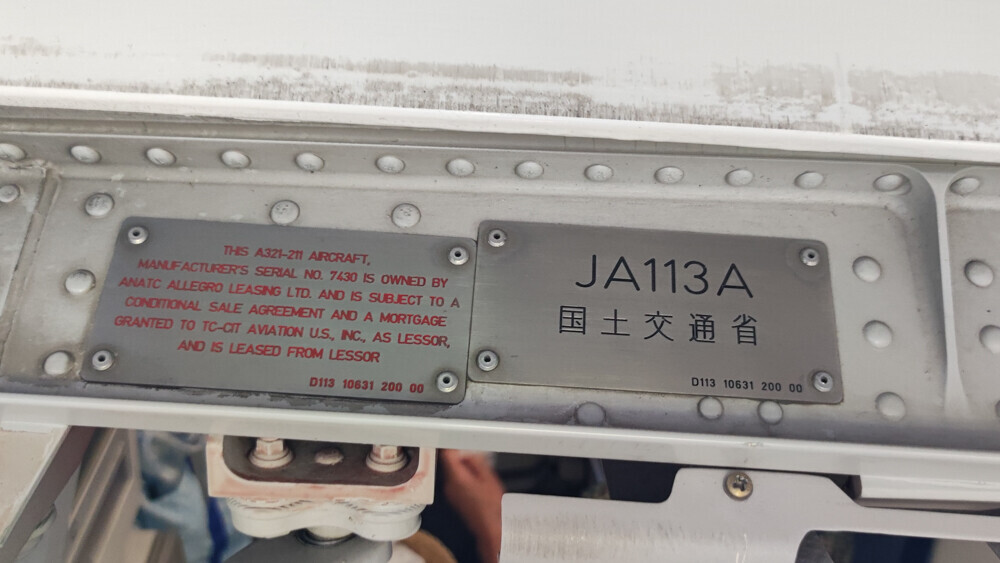 THIS A321-211 AIRCRAFT,
MANUFACTURER'S SERIAL NO. 7430 IS OWNED BY
ANATC ALLEGRO LEASING LTD. AND IS SUBJECT TO A
CONDITIONAL SALE AGREEMENT AND A MORTGAGE
GRANTED TO TC-CIT AVIATION U.S., INC., AS LESSOR,
AND IS LEASED FROM LESSOR
D113 10631 200 00
JA113A
国土交通省
D113 10631 200 00